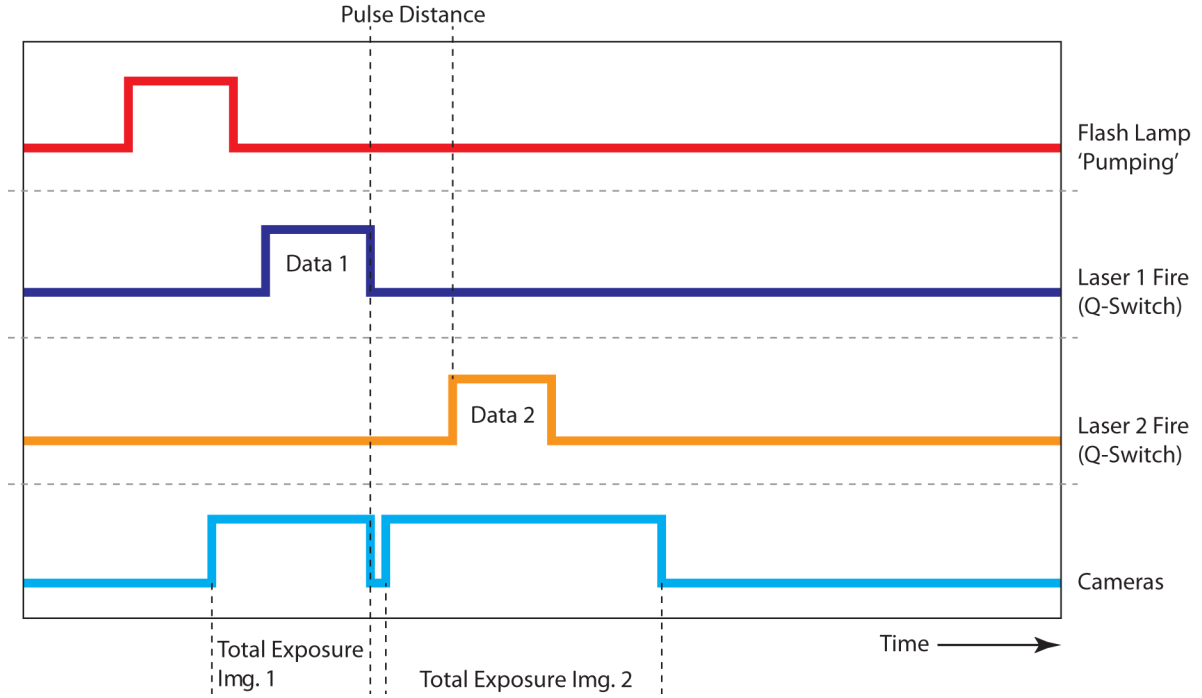 Pulse Distance
Flash Lamp
‘Pumping’
Data 1
Laser 1 Fire
(Q-Switch)
Data 2
Laser 2 Fire
(Q-Switch)
Cameras
Time
Total Exposure
Img. 1
Total Exposure Img. 2